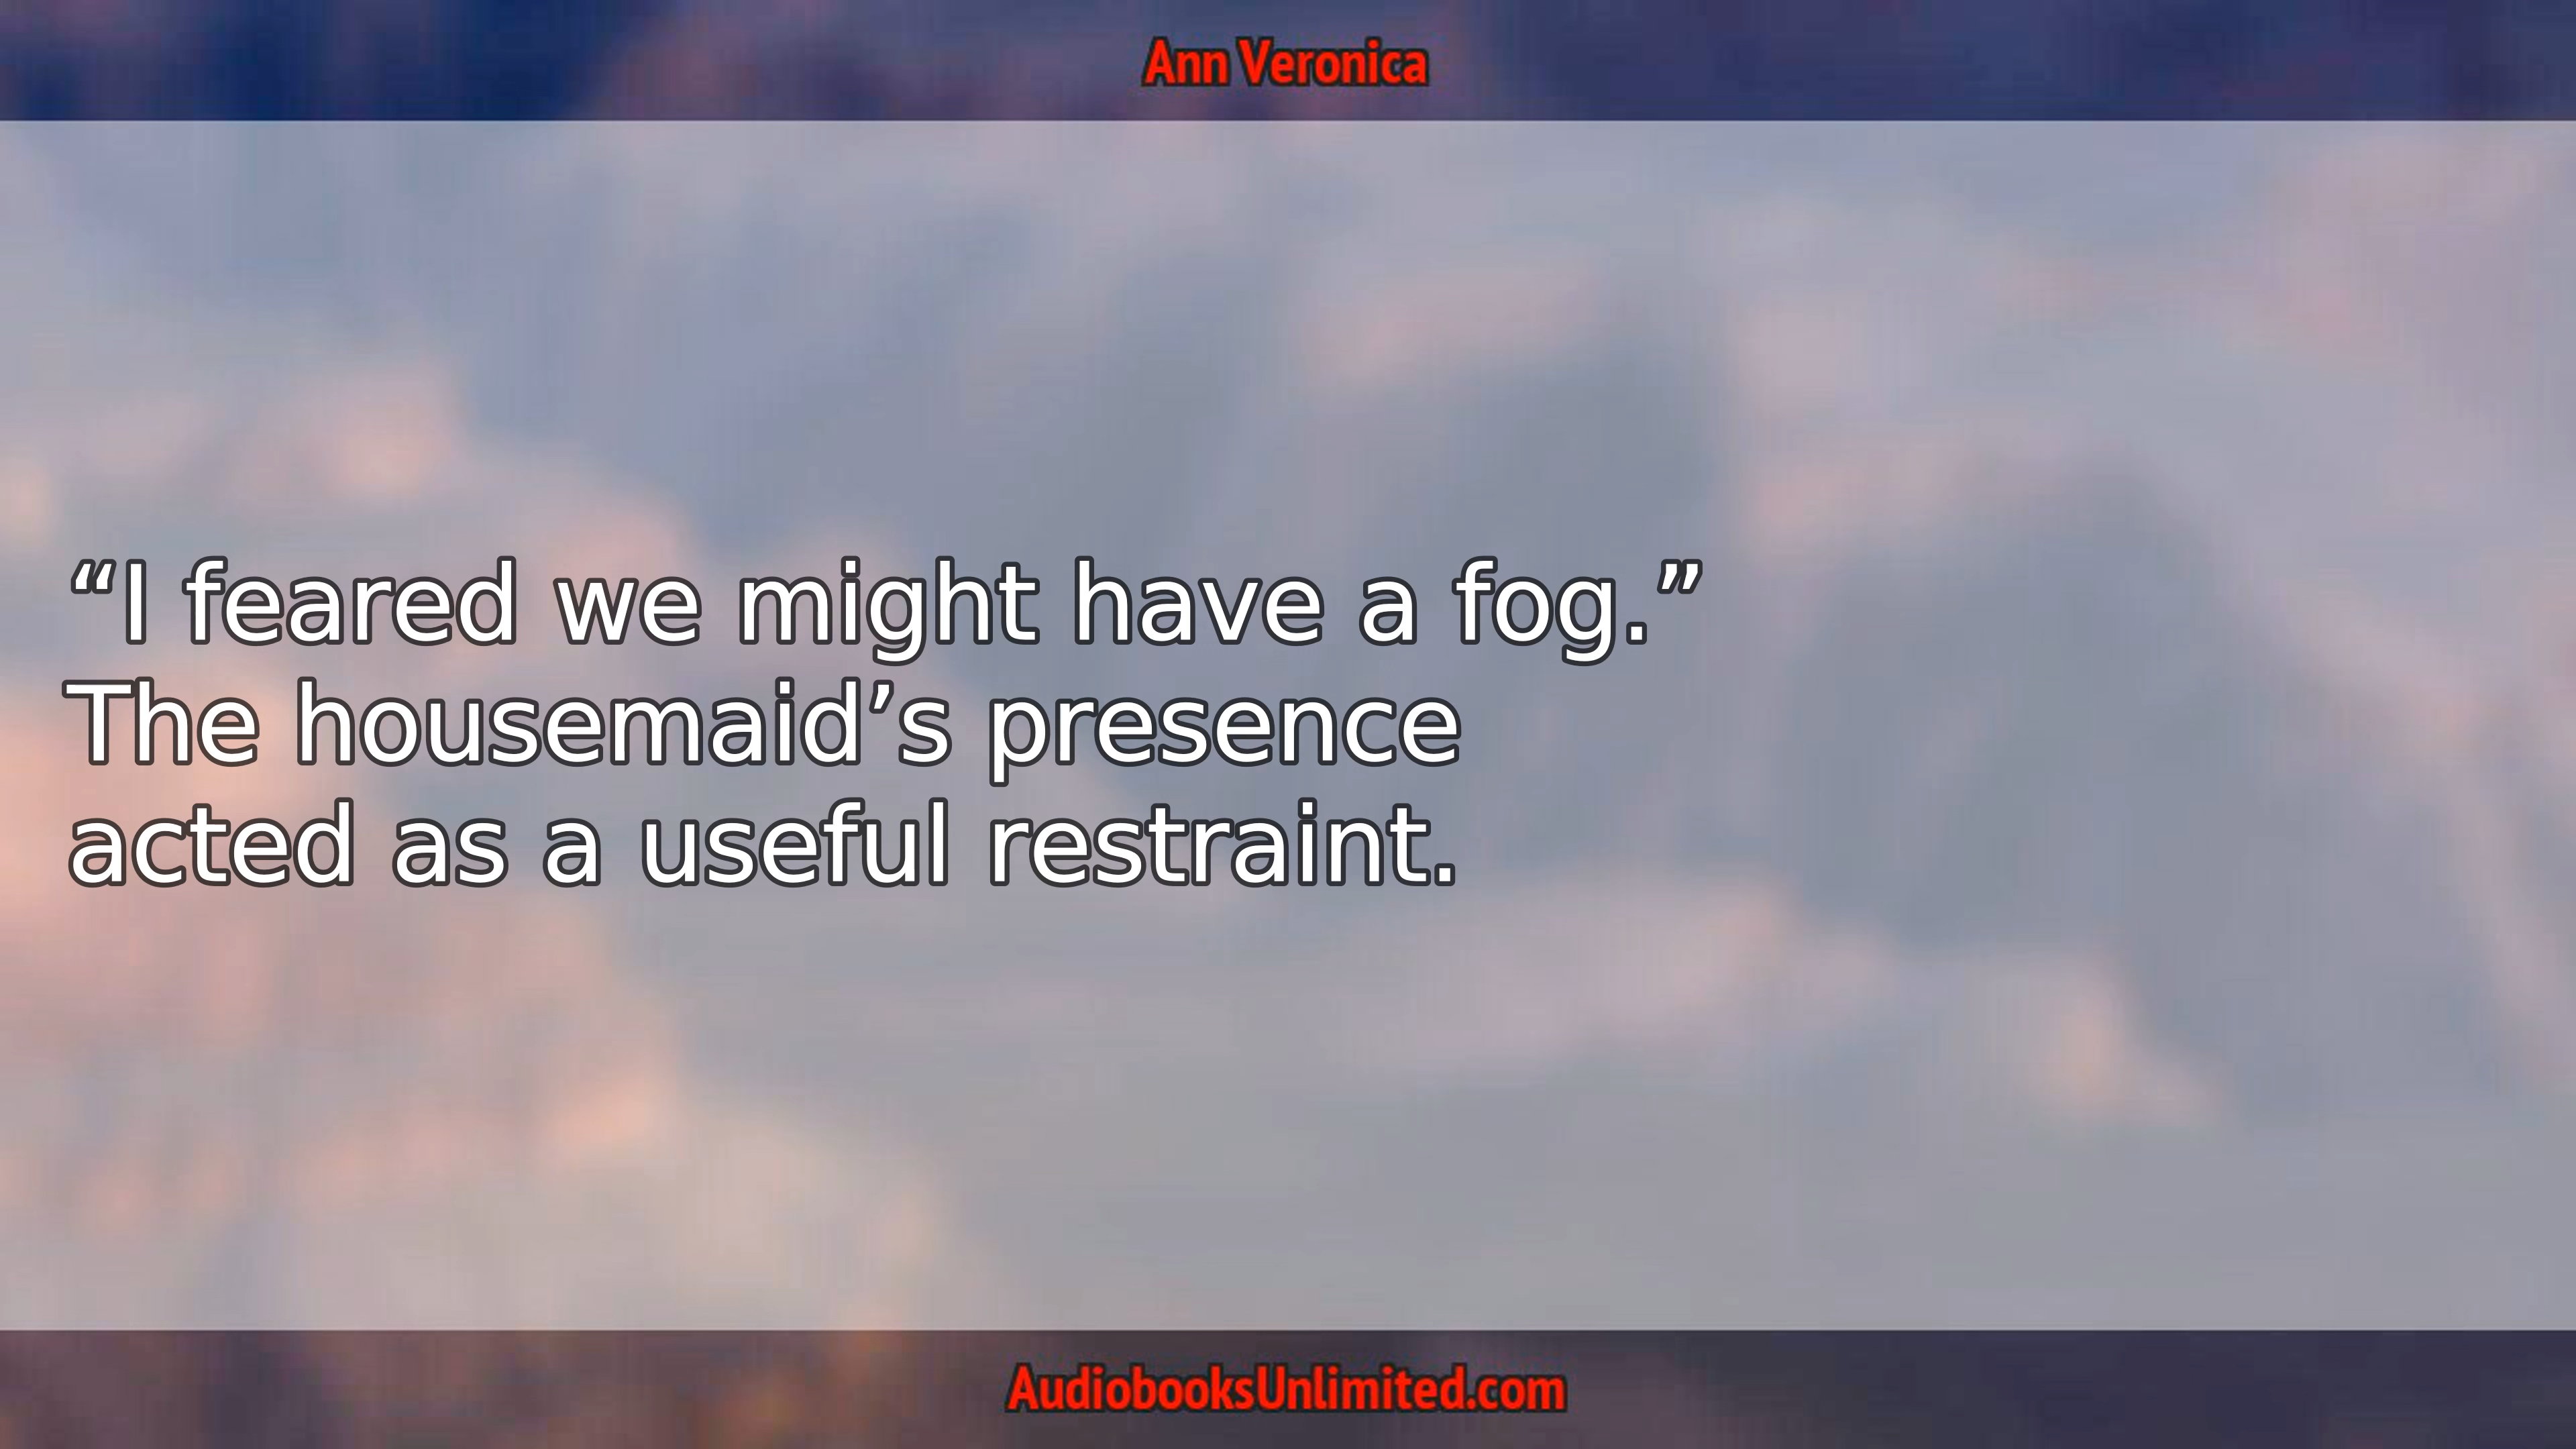 Ann Veronica
“I feared we might have a fog.”
The housemaid’s presence
acted as a useful restraint.
AudiobooksUnlimited.com